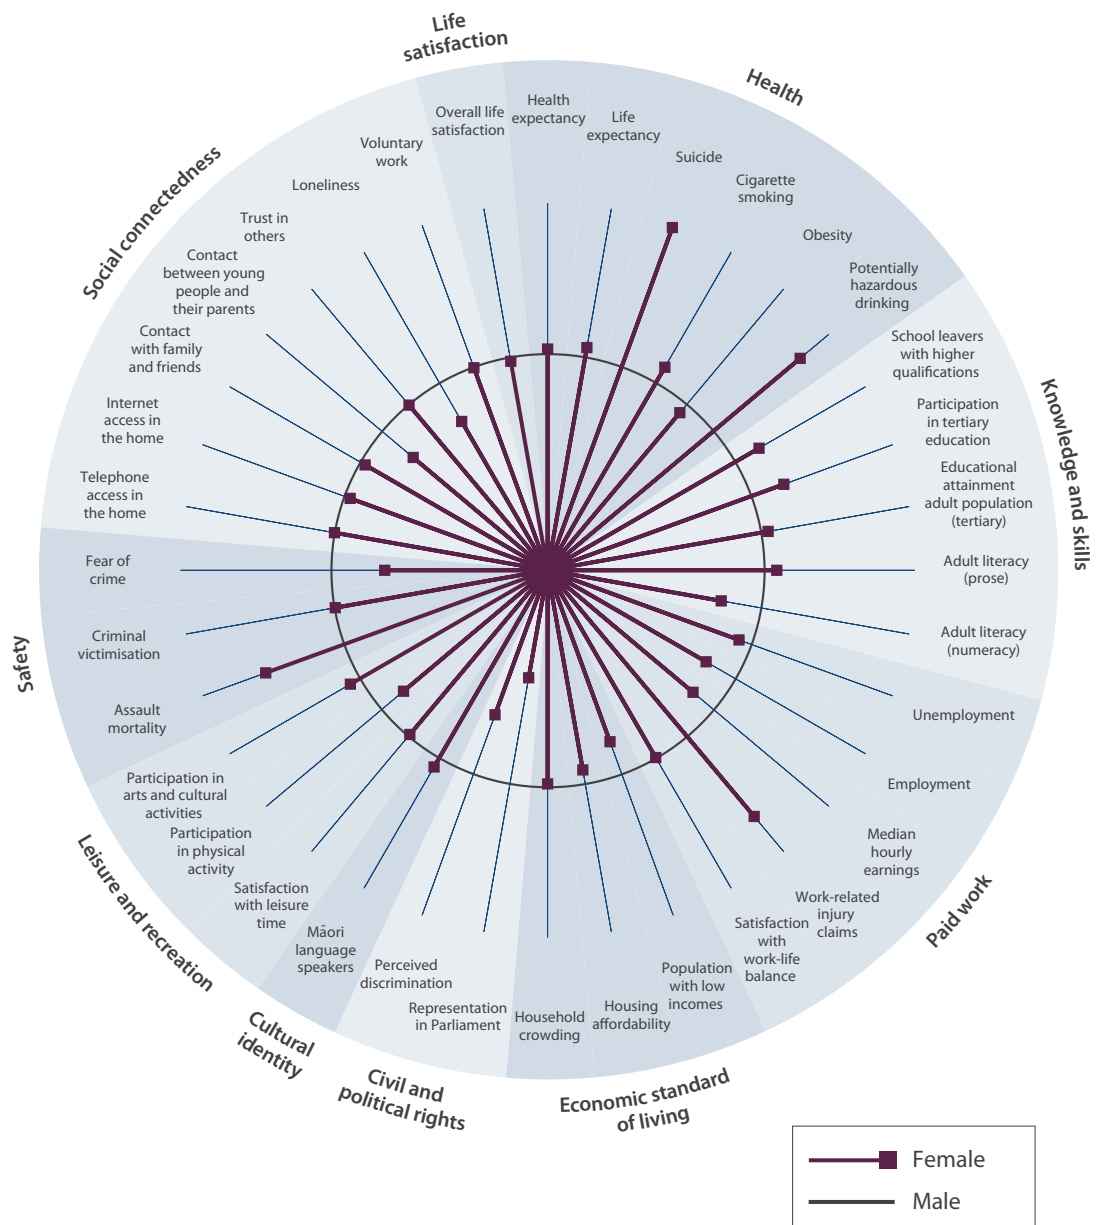 Life
satisfaction
Overall life
satisfaction
Health
Health
expectancy
Life
expectancy
Suicide
Cigarette
smoking
Obesity
Potentially
hazardous
drinking
Knowledge and skills
School leavers
with higher
qualifications
Participation
in tertiary
education
Educational
attainment
adult population
(tertiary)
Adult literacy
(prose)
Adult literacy
(numeracy)
Paid work
Unemployment
Employment
Median
hourly
earnings
Work-related
injury
claims
Satisfaction
with
work-life
balance
Economic standard
of living
Population
with low
incomes
Housing
affordability
Household
crowding
Civil and
political rights
Representation
in Parliament
Perceived
discrimination
Cultural
identity
Māori
language
speakers
Leisure and recreation
Satisfaction
with leisure
time
Participation
in physical
activity
Participation in
arts and cultural
activities
Safety
Assault
mortality
Criminal
victimisation
Fear of
crime
Social connectedness
Telephone
access in
the home
Internet
access in
the home
Contact
with family
and friends
Contact
between young
people and
their parents
Trust in
others
Loneliness
Voluntary
work
Female
Male